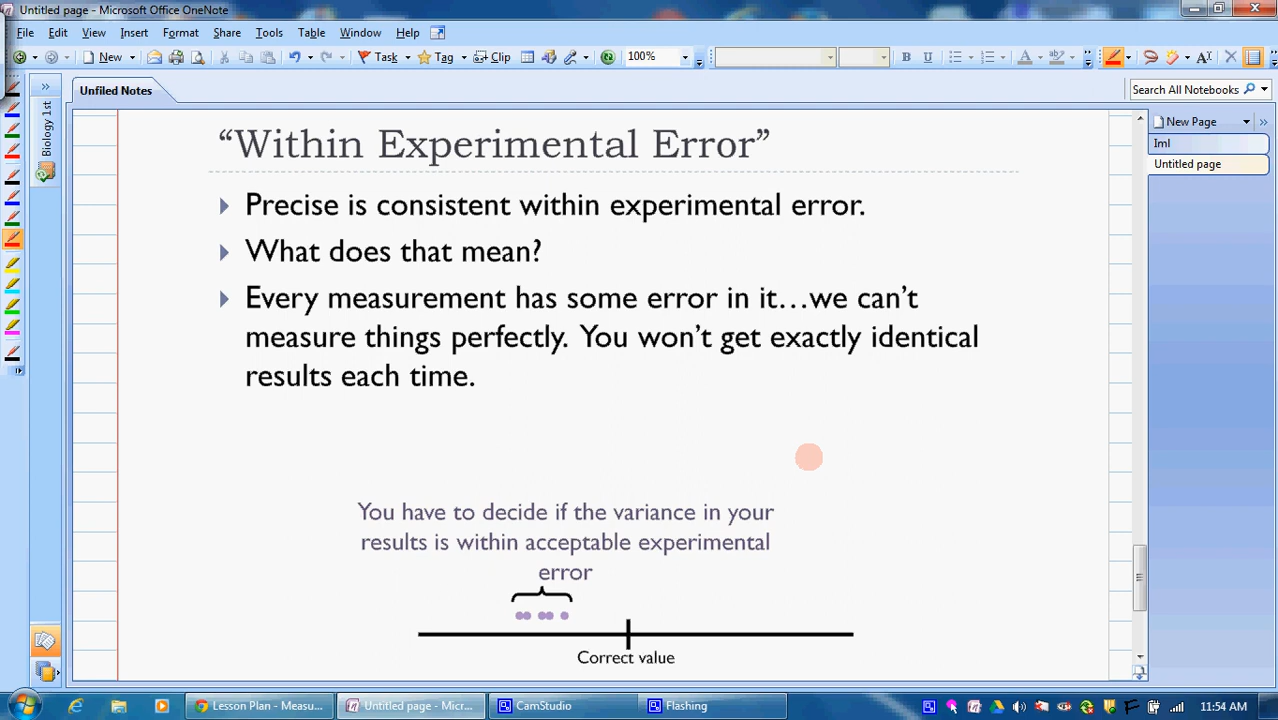 Untitled page - Microsoft Office OneNote
File Edit View Insert Format Share Tools Table Window Help
New Task Tag Clip 100% B U A ab A
Unfiled Notes
Search All Notebooks
Biology 1st
New Page
Iml
Untitled page
“Within Experimental Error”
Precise is consistent within experimental error.
What does that mean?
Every measurement has some error in it…we can’t
measure things perfectly. You won’t get exactly identical
results each time.
You have to decide if the variance in your
results is within acceptable experimental
error
Correct value
Lesson Plan - Measu...
Untitled page - Micr...
CamStudio
Flashing
11:54 AM